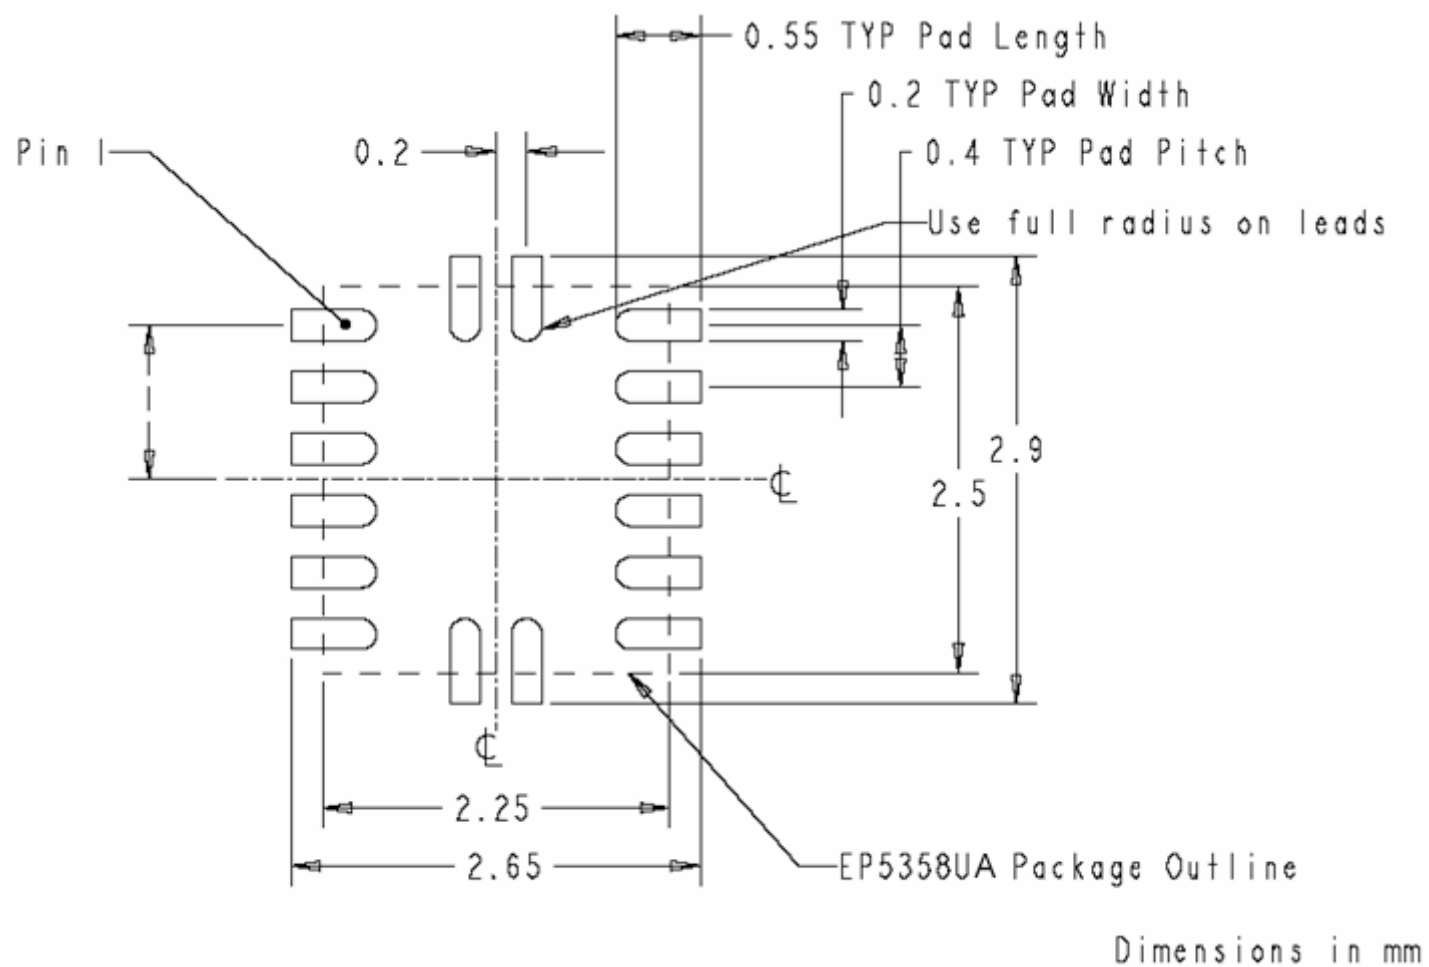 0.55 TYP Pad Length
0.2 TYP Pad Width
Pin 1
0.2
0.4 TYP Pad Pitch
Use full radius on leads
2.9
2.5
℄
℄
2.25
2.65
EP5358UA Package Outline
Dimensions in mm